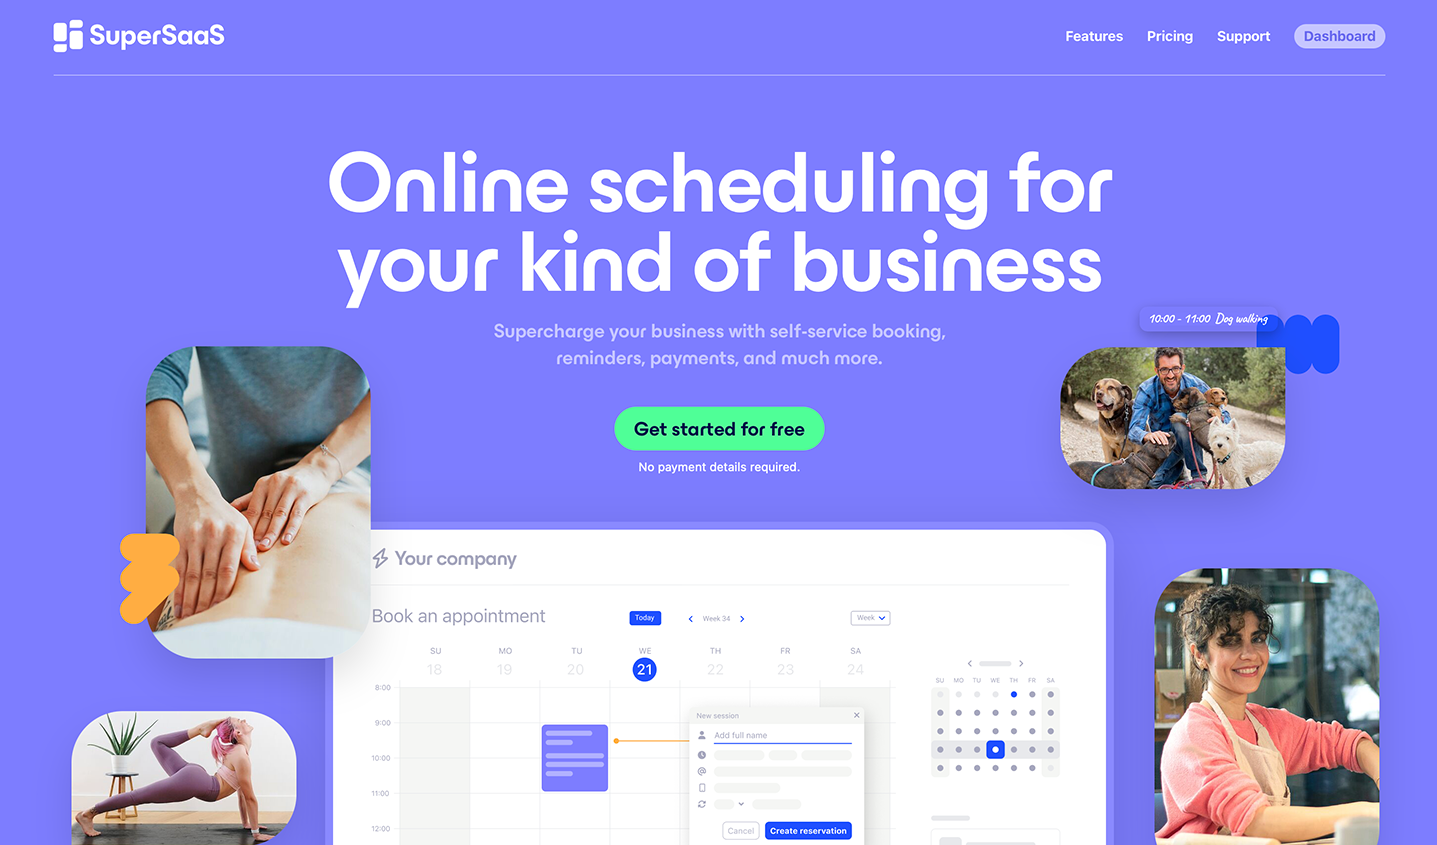 SuperSaaS
Features Pricing Support Dashboard
Online scheduling for
your kind of business
Supercharge your business with self-service booking,
reminders, payments, and much more.
10:00 - 11:00 Dog walking
Get started for free
No payment details required.
Your company
Book an appointment
Today
Week 34
Week
SU MO TU WE TH FR SA
18 19 20 21 22 23 24
8:00
9:00
10:00
11:00
12:00
New session
Add full name
Cancel Create reservation
SU MO TU WE TH FR SA